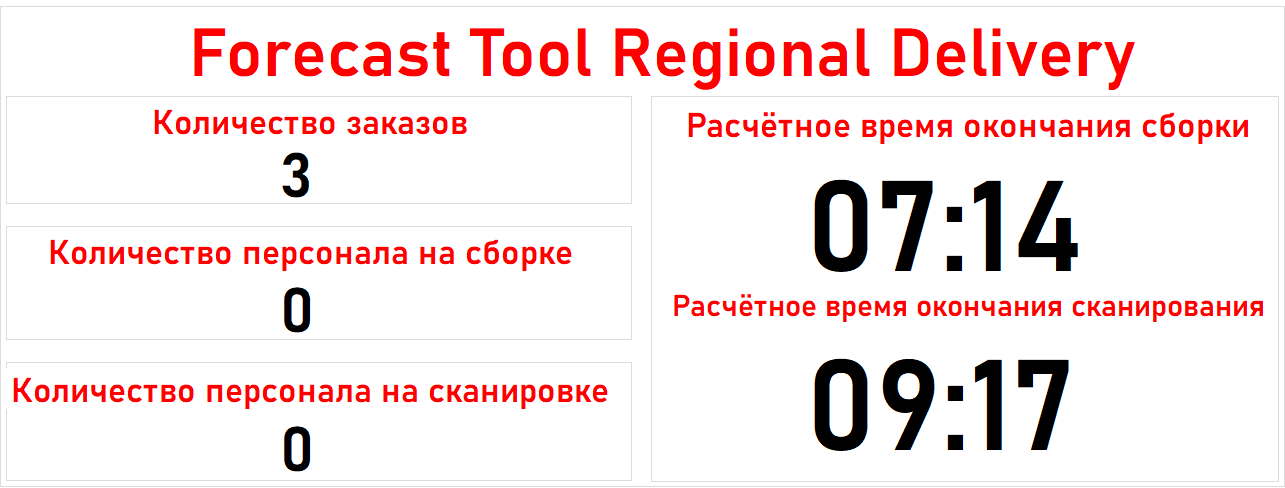 Forecast Tool Regional Delivery
Количество заказов
3
Количество персонала на сборке
0
Количество персонала на сканировке
0
Расчётное время окончания сборки
07:14
Расчётное время окончания сканирования
09:17